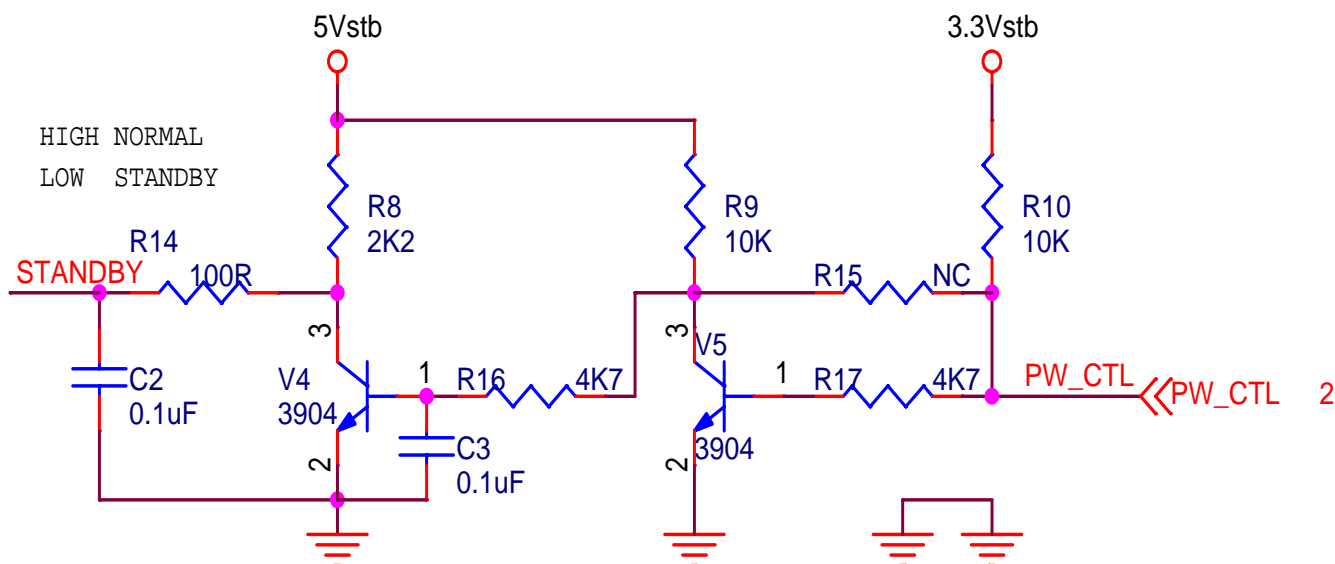 5Vstb
3.3Vstb
HIGH NORMAL
LOW STANDBY
R8
2K2
R9
10K
R10
10K
R14
100R
STANDBY
R15
NC
3
3
V5
V4
3904
1
R16
4K7
1
R17
4K7
PW_CTL
PW_CTL 2
C2
0.1uF
C3
0.1uF
3904
2
2